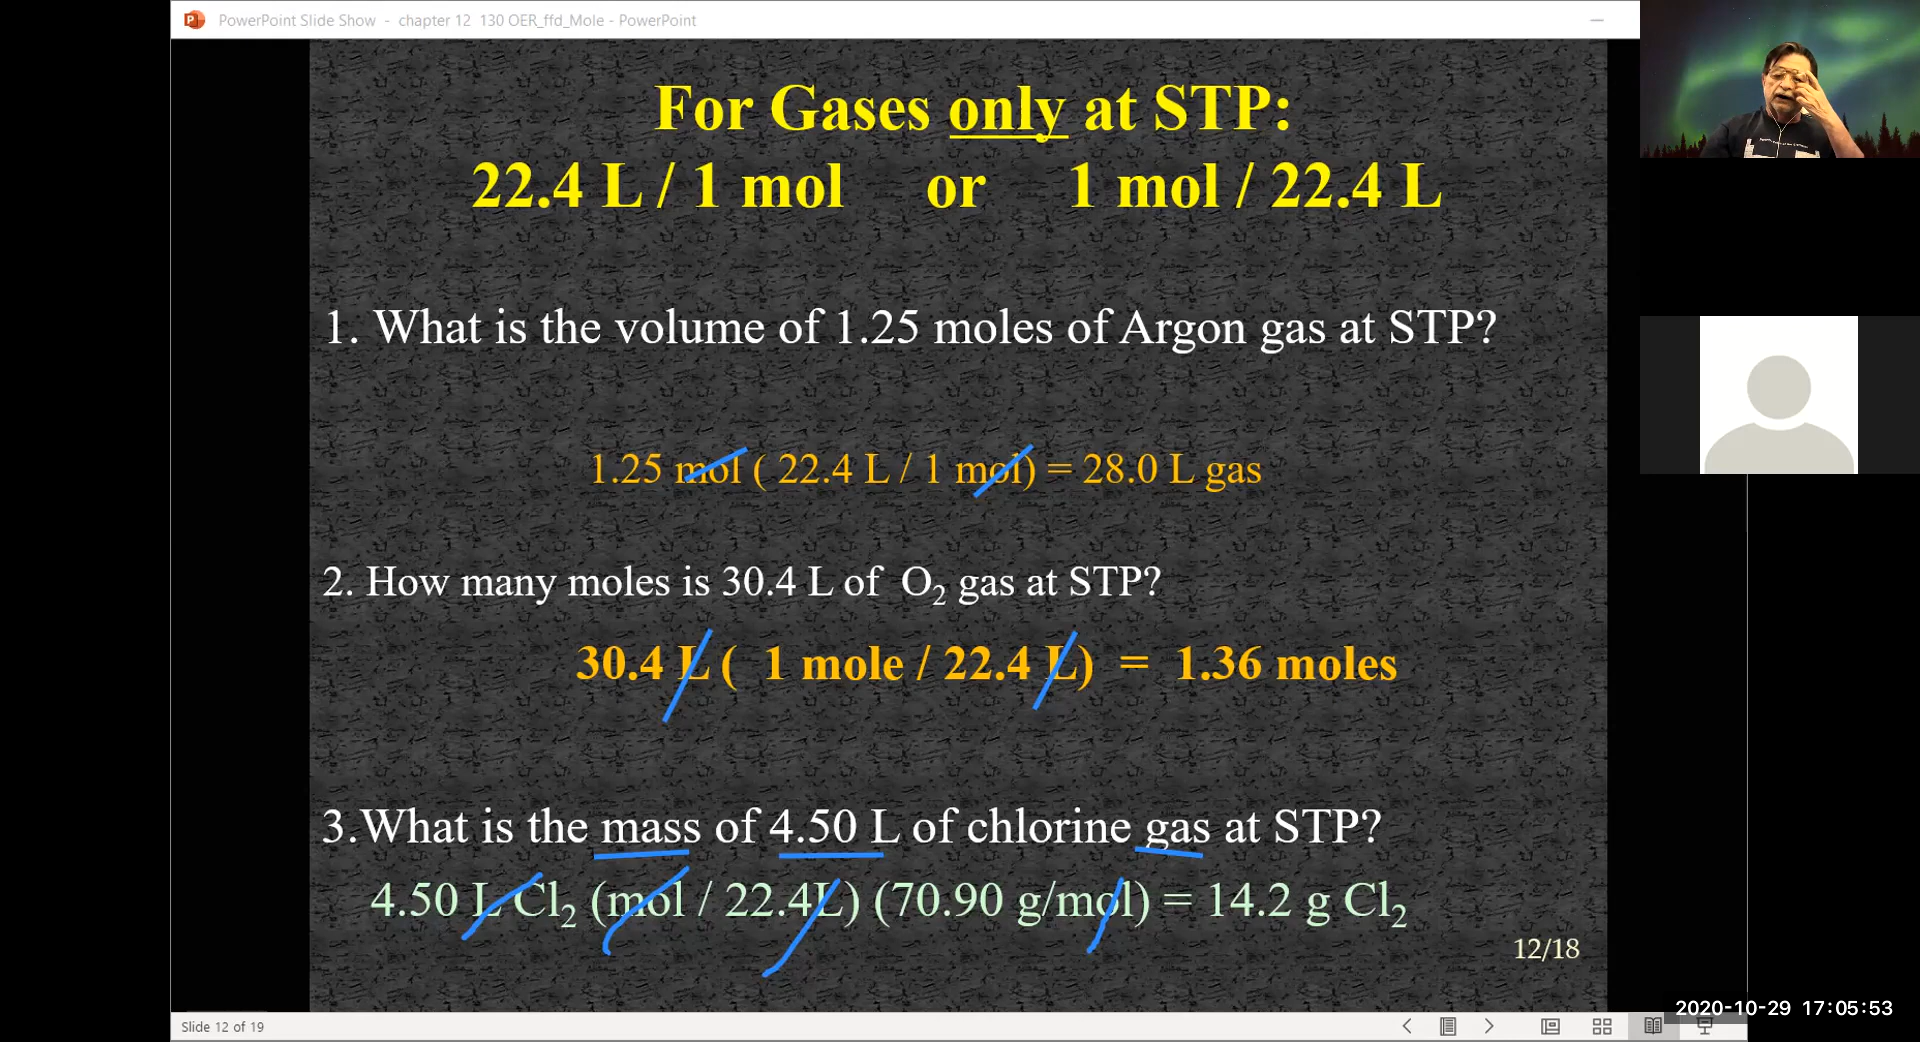 PowerPoint Slide Show - chapter 12 130 OER_ffd_Mole - PowerPoint
For Gases only at STP:
22.4 L / 1 mol or 1 mol / 22.4 L
1. What is the volume of 1.25 moles of Argon gas at STP?
1.25 mol ( 22.4 L / 1 mol) = 28.0 L gas
2. How many moles is 30.4 L of O₂ gas at STP?
30.4 L ( 1 mole / 22.4 L) = 1.36 moles
3.What is the mass of 4.50 L of chlorine gas at STP?
4.50 L Cl₂ (mol / 22.4L) (70.90 g/mol) = 14.2 g Cl₂
12/18
2020-10-29 17:05:53
Slide 12 of 19